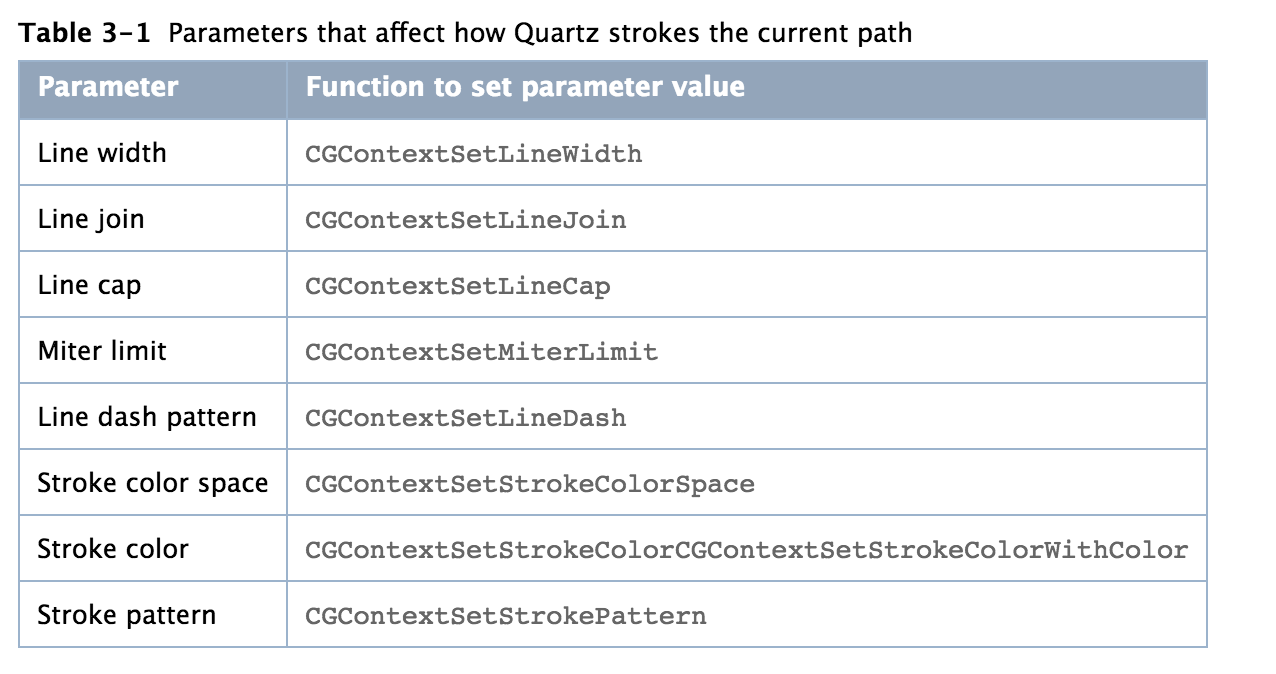 Table 3-1 Parameters that affect how Quartz strokes the current path
Parameter Function to set parameter value
Line width CGContextSetLineWidth
Line join CGContextSetLineJoin
Line cap CGContextSetLineCap
Miter limit CGContextSetMiterLimit
Line dash pattern CGContextSetLineDash
Stroke color space CGContextSetStrokeColorSpace
Stroke color CGContextSetStrokeColorCGContextSetStrokeColorWithColor
Stroke pattern CGContextSetStrokePattern